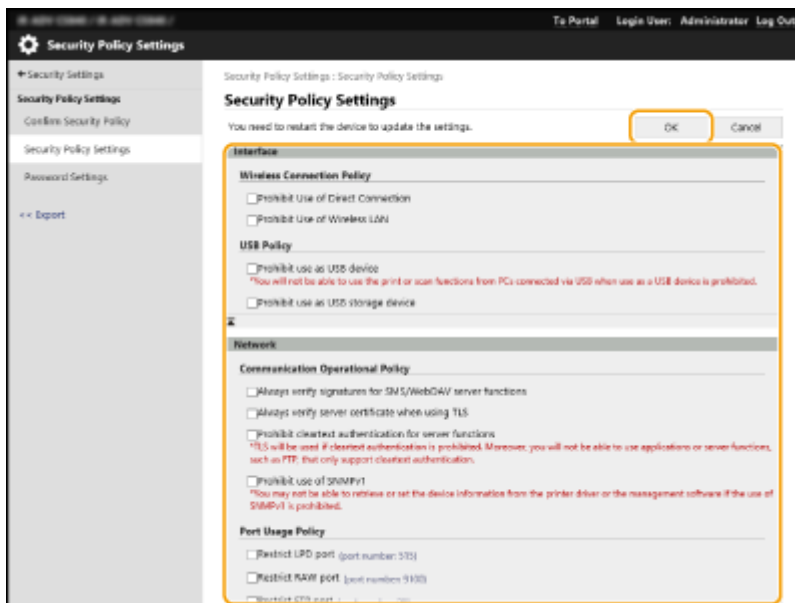 To Portal Login User: Administrator Log Out
Security Policy Settings
Security Settings
Security Policy Settings
Confirm Security Policy
Security Policy Settings
Password Settings
<< Export
Security Policy Settings : Security Policy Settings
Security Policy Settings
You need to restart the device to update the settings.
OK
Cancel
Interface
Wireless Connection Policy
Prohibit Use of Direct Connection
Prohibit Use of Wireless LAN
USB Policy
Prohibit use as USB device
*You will not be able to use the print or scan functions from PCs connected via USB when use as a USB device is prohibited.
Prohibit use as USB storage device
Network
Communication Operational Policy
Always verify signatures for SMS/WebDAV server functions
Always verify server certificate when using TLS
Prohibit cleartext authentication for server functions
*TLS will be used if cleartext authentication is prohibited. Moreover, you will not be able to use applications or server functions,
such as FTP, that only support cleartext authentication.
Prohibit use of SNMPv1
*You may not be able to retrieve or set the device information from the printer driver or the management software if the use of
SNMPv1 is prohibited.
Port Usage Policy
Restrict LPD port (port number: 515)
Restrict RAW port (port number: 9100)
Restrict FTP port